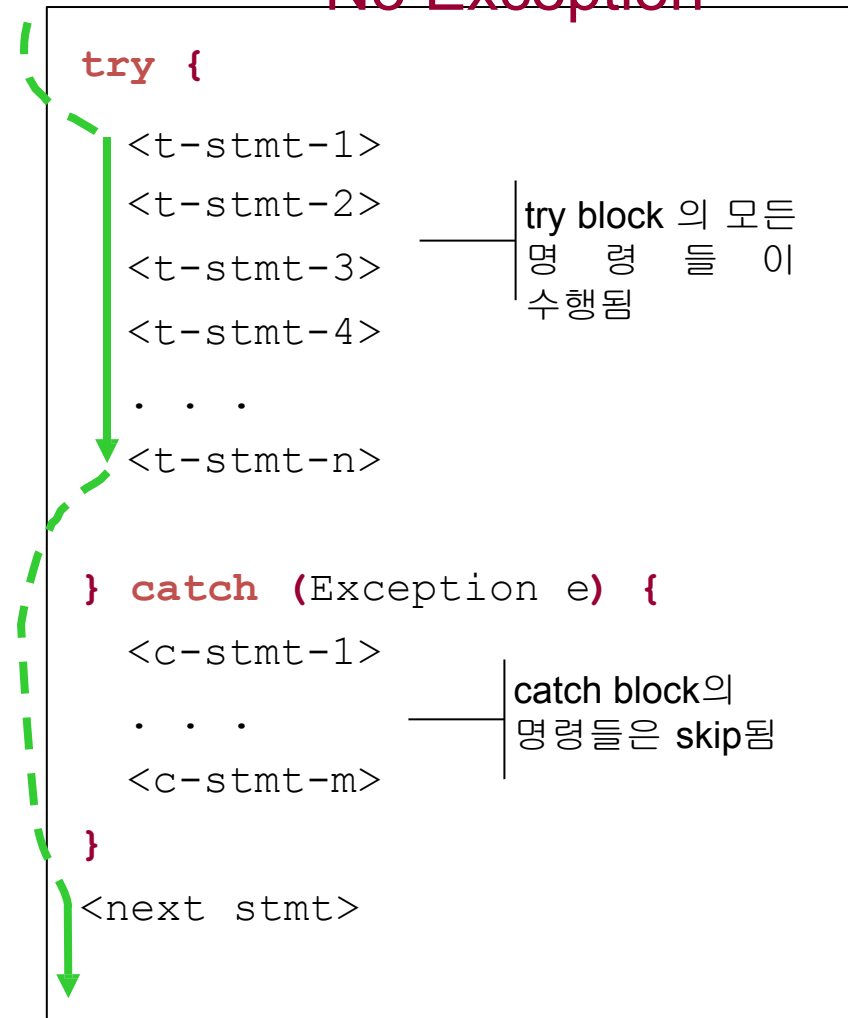 No Exception
try {
<t-stmt-1>
<t-stmt-2>
<t-stmt-3>
<t-stmt-4>
. . .
<t-stmt-n>
try block 의 모든
명 령 들 이
수행됨
} catch (Exception e) {
<c-stmt-1>
. . .
<c-stmt-m>
catch block의
명령들은 skip됨
}
<next stmt>